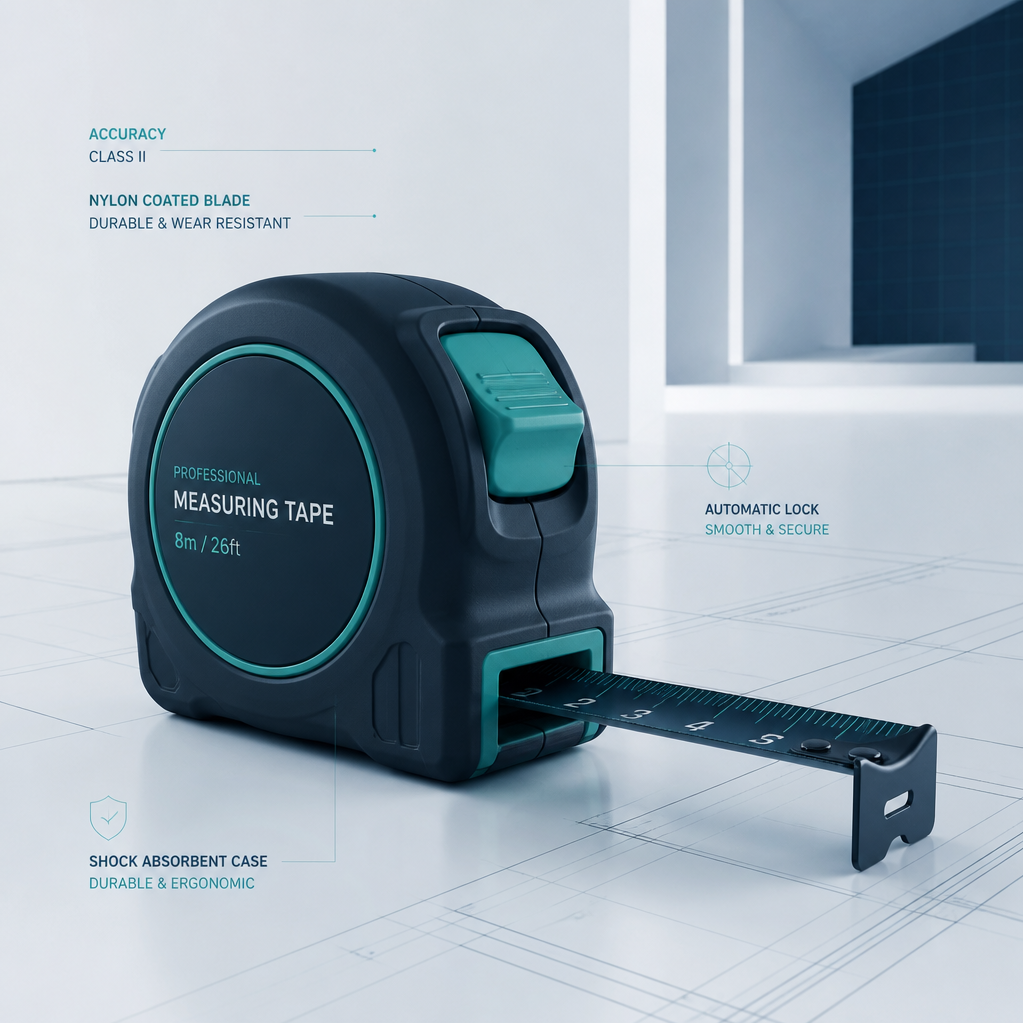 ACCURACY
CLASS II
NYLON COATED BLADE
DURABLE & WEAR RESISTANT
PROFESSIONAL
MEASURING TAPE
8m / 26ft
AUTOMATIC LOCK
SMOOTH & SECURE
2 3 4 5
SHOCK ABSORBENT CASE
DURABLE & ERGONOMIC